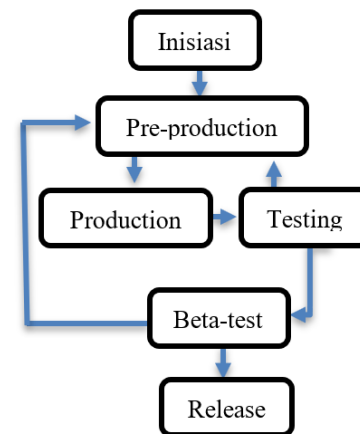 Inisiasi
Pre-production
Production
Testing
Beta-test
Release